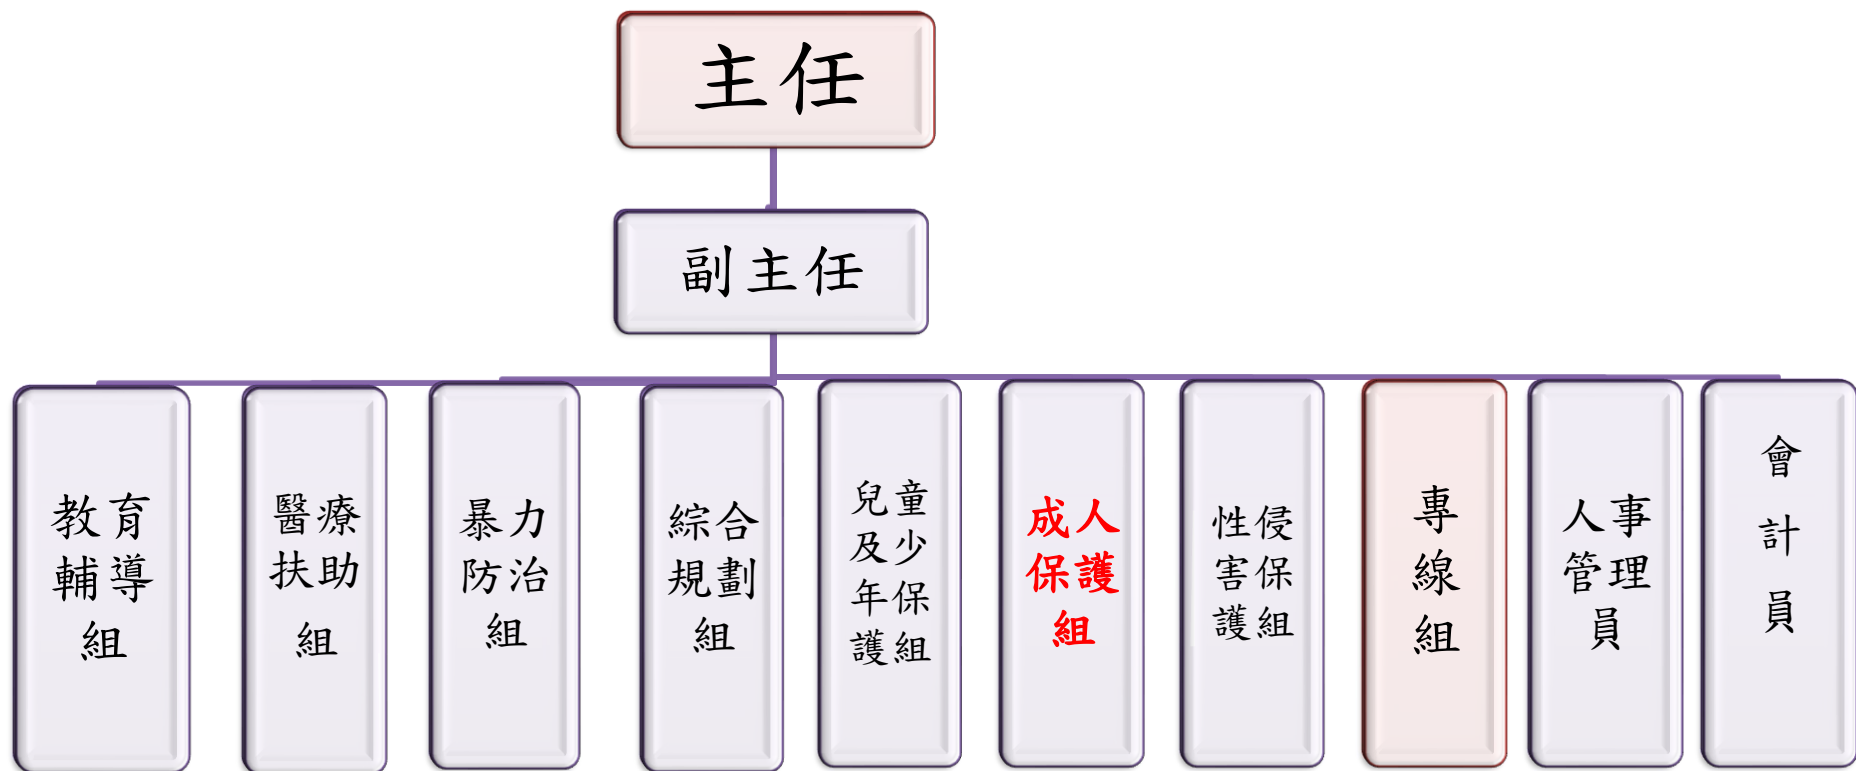 主任
副主任
教育
輔導
組
醫療
扶助
組
暴力
防治
組
綜合
規劃
組
兒童
及少
年保
護組
成人
保護
組
性侵
害保
護組
專
線
組
人事
管理
員
會
計
員